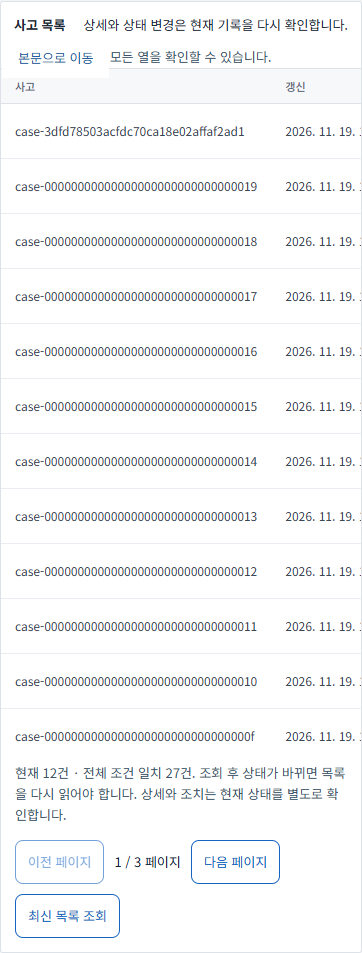 사고 목록 상세와 상태 변경은 현재 기록을 다시 확인합니다.
본문으로 이동 모든 열을 확인할 수 있습니다.
사고 갱신
case-3dfd78503acfdc70ca18e02affaf2ad1 2026. 11. 19.
case-00000000000000000000000000000019 2026. 11. 19.
case-00000000000000000000000000000018 2026. 11. 19.
case-00000000000000000000000000000017 2026. 11. 19.
case-00000000000000000000000000000016 2026. 11. 19.
case-00000000000000000000000000000015 2026. 11. 19.
case-00000000000000000000000000000014 2026. 11. 19.
case-00000000000000000000000000000013 2026. 11. 19.
case-00000000000000000000000000000012 2026. 11. 19.
case-00000000000000000000000000000011 2026. 11. 19.
case-00000000000000000000000000000010 2026. 11. 19.
case-0000000000000000000000000000000f 2026. 11. 19.
현재 12건 · 전체 조건 일치 27건. 조회 후 상태가 바뀌면 목록
을 다시 읽어야 합니다. 상세와 조치는 현재 상태를 별도로 확
인합니다.
이전 페이지 1 / 3 페이지 다음 페이지
최신 목록 조회